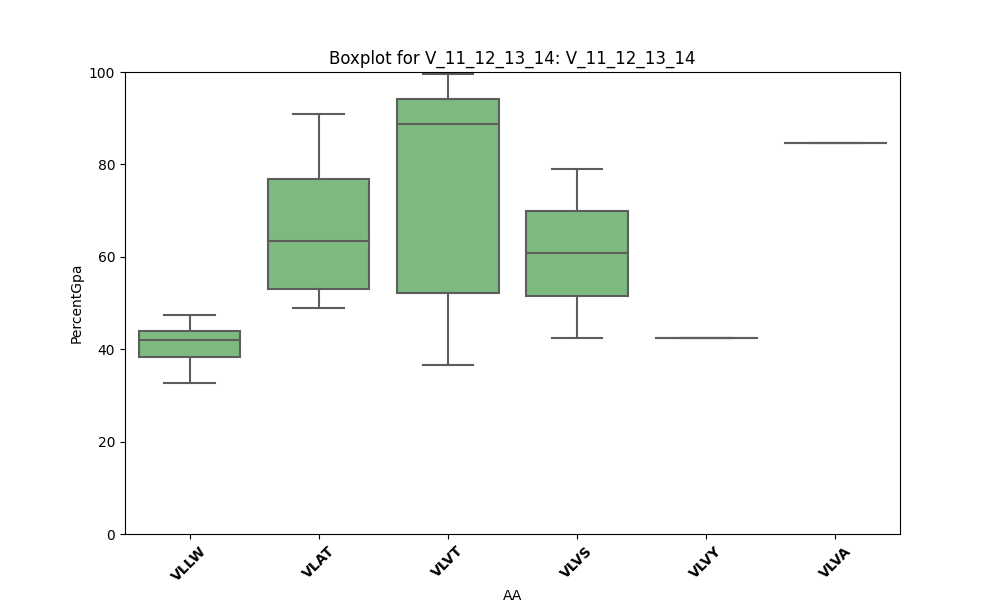 Boxplot for V_11_12_13_14: V_11_12_13_14
100
80
60
40
20
0
PercentGpa
VLLW
VLAT
VLVT
VLVS
VLVY
VLVA
AA